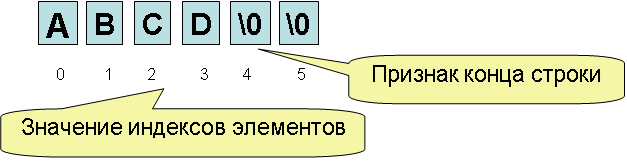 A B C D \0 \0
0 1 2 3 4 5
Признак конца строки
Значение индексов элементов